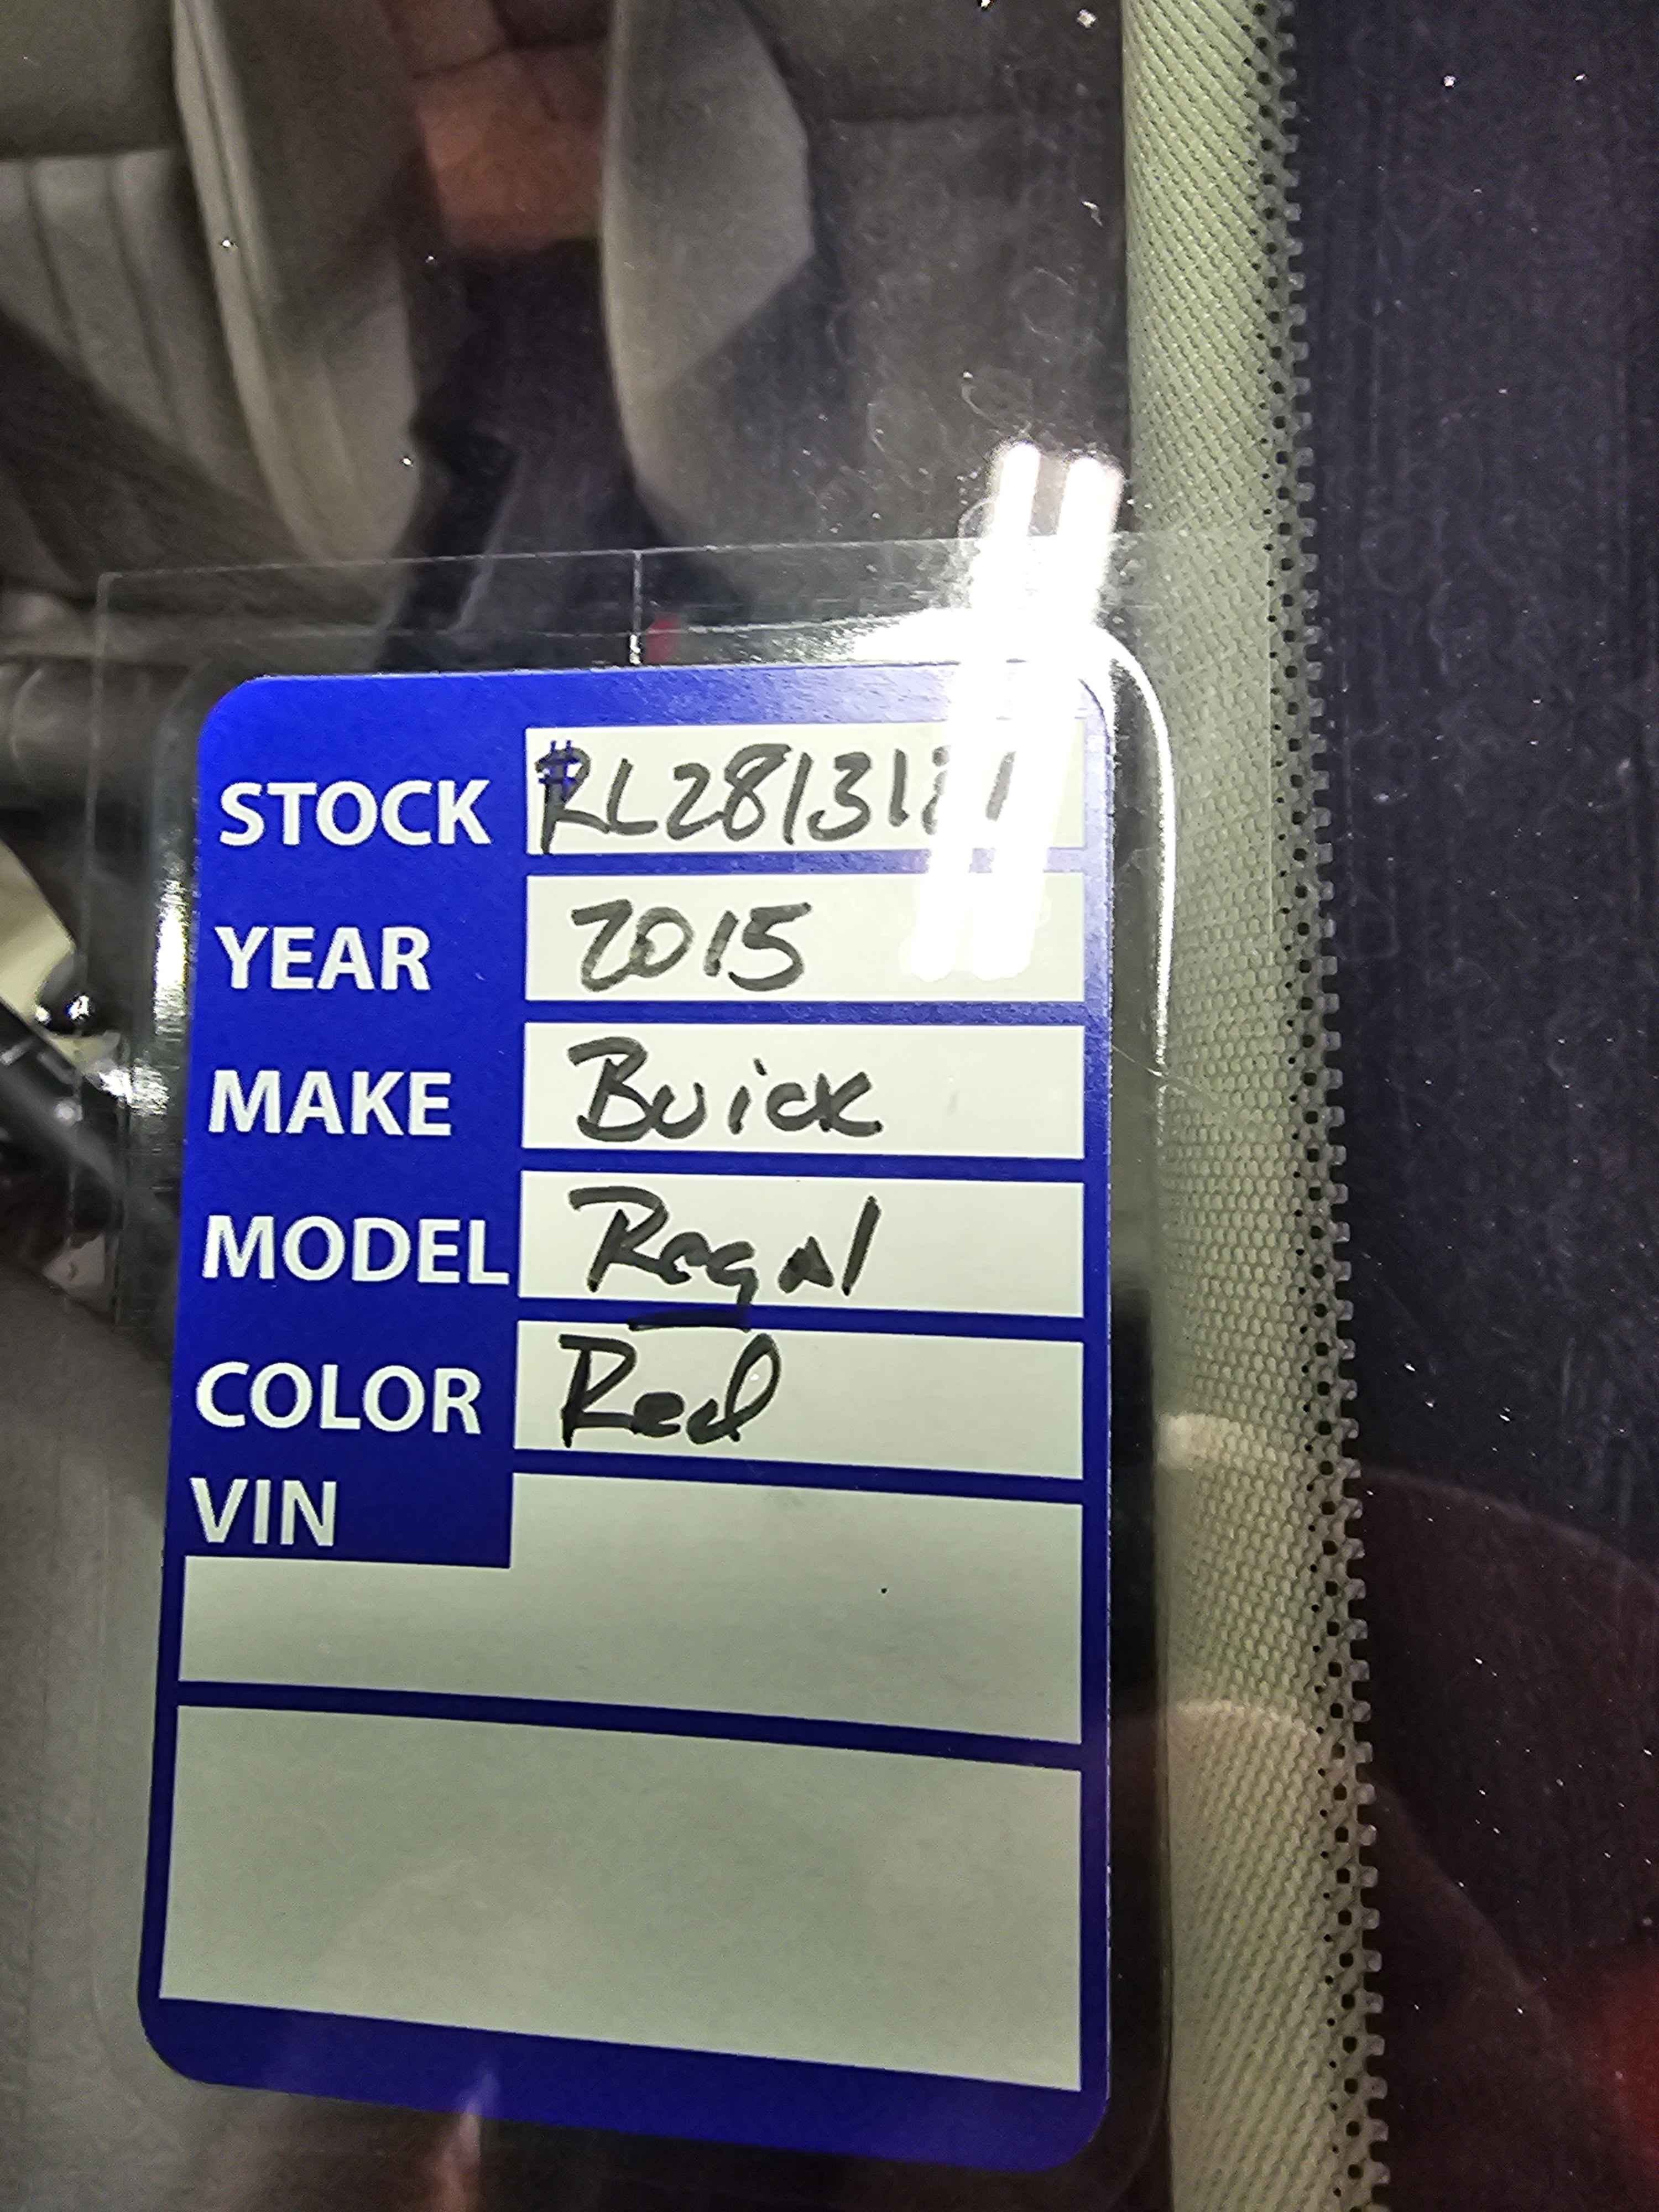 STOCK #
YEAR 2015
MAKE Buick
MODEL Regal
COLOR Red
VIN